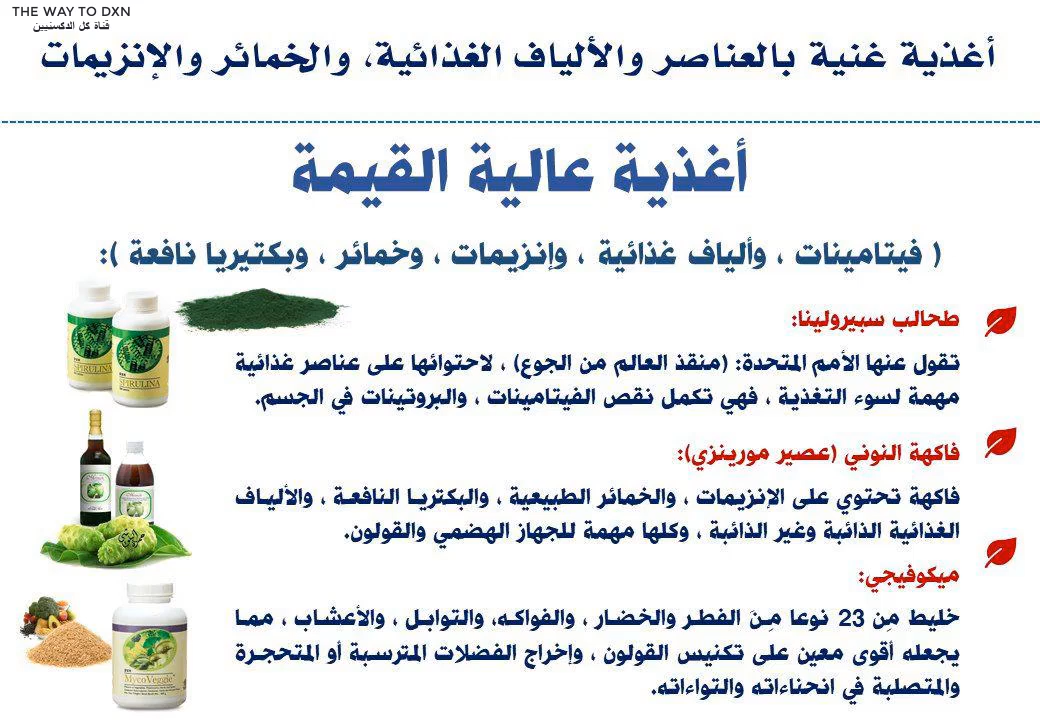 THE WAY TO DXN
قناة كل الدكسنيين
أغذية غنية بالعناصر والألياف الغذائية، والخمائر والإنزيمات
أغذية عالية القيمة
( فيتامينات ، وألياف غذائية ، وإنزيمات ، وخمائر ، وبكتيريا نافعة ):
طحالب سبيرولينا:
تقول عنها الأمم المتحدة: (منقذ العالم من الجوع) ، لاحتوائها على عناصر غذائية
مهمة لسوء التغذية ، فهي تكمل نقص الفيتامينات ، والبروتينات في الجسم.
SPIRULINA
SPIRULINA
فاكهة النوني (عصير مورينزي):
فاكهة تحتوي على الإنزيمات ، والخمائر الطبيعية ، والبكتريا النافعة ، والألياف
الغذائية الذائبة وغير الذائبة ، وكلها مهمة للجهاز الهضمي والقولون.
ميكوفيجي:
خليط مِن 23 نوعا مِنَ الفطر والخضار ، والفواكه، والتوابل ، والأعشاب ، مما
يجعله أقوى معين على تكنيس القولون ، وإخراج الفضلات المترسبة أو المتحجرة
والمتصلبة في انحناءاته والتواءاته.
MycoVeggie